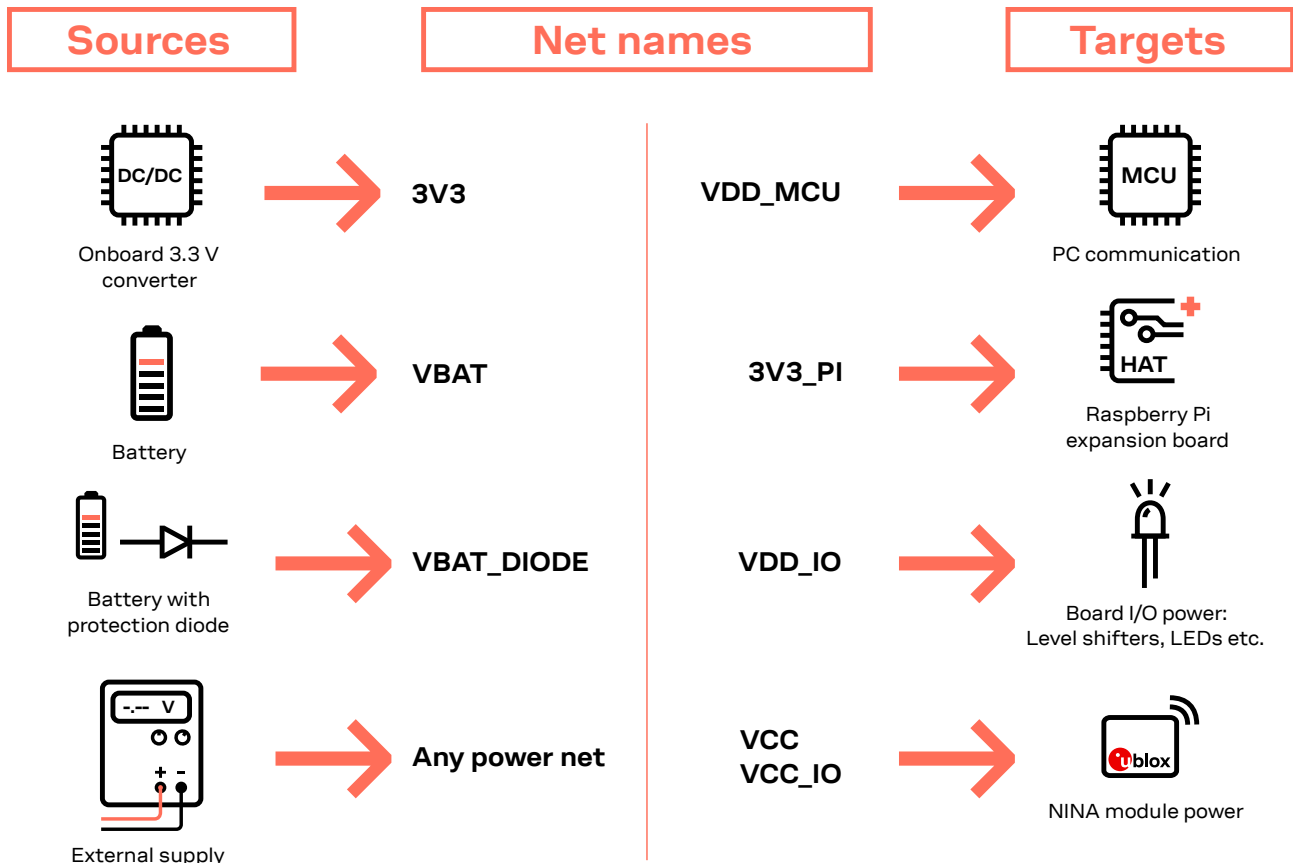 Sources
Net names
Targets
DC/DC
Onboard 3.3 V
converter
3V3
VDD_MCU
MCU
PC communication
Battery
VBAT
3V3_PI
HAT
Raspberry Pi
expansion board
Battery with
protection diode
VBAT_DIODE
VDD_IO
Board I/O power:
Level shifters, LEDs etc.
-.-- V
+ -
External supply
Any power net
VCC
VCC_IO
ublox
NINA module power